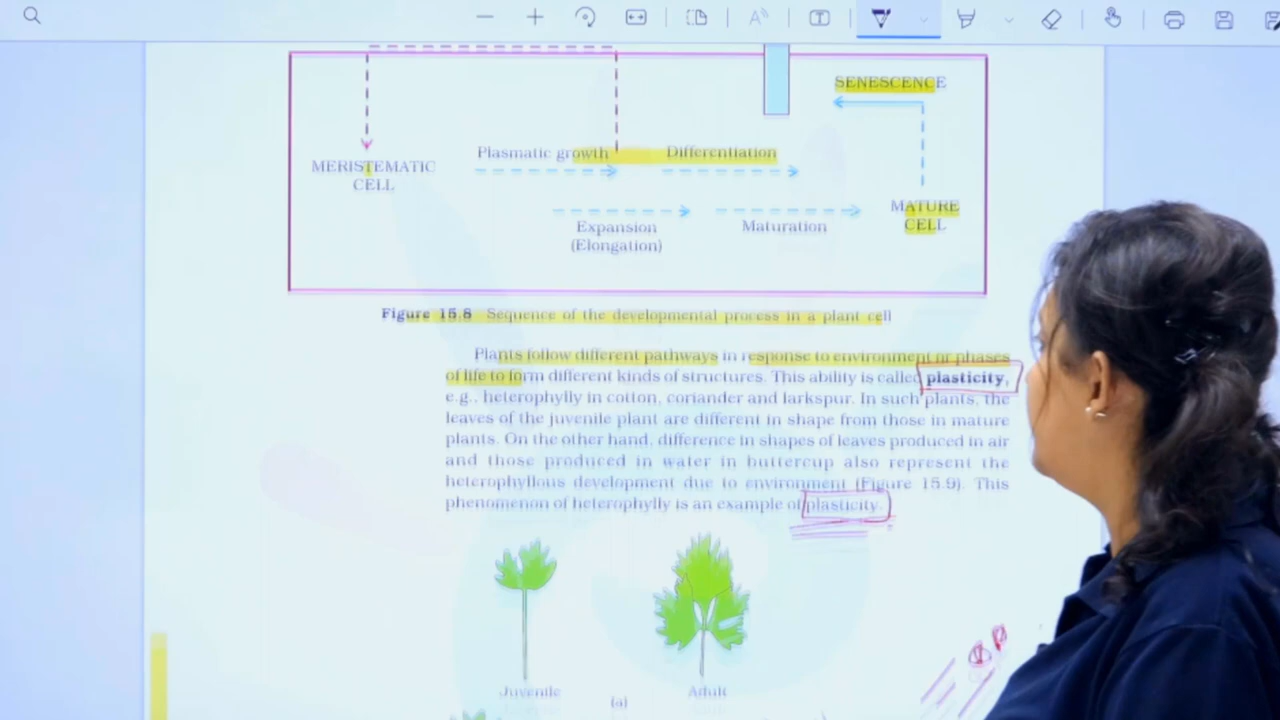 SENESCENCE
Plasmatic growth Differentiation
MERISTEMATIC
CELL
MATURE
CELL
Expansion Maturation
(Elongation)
Figure 15.8 Sequence of the developmental process in a plant cell
Plants follow different pathways in response to environment or phases
of life to form different kinds of structures. This ability is called plasticity,
e.g., heterophylly in cotton, coriander and larkspur. In such plants, the
leaves of the juvenile plant are different in shape from those in mature
plants. On the other hand, difference in shapes of leaves produced in air
and those produced in water in buttercup also represent the
heterophyllous development due to environment (Figure 15.9). This
phenomenon of heterophylly is an example of plasticity.
Juvenile (a) Adult